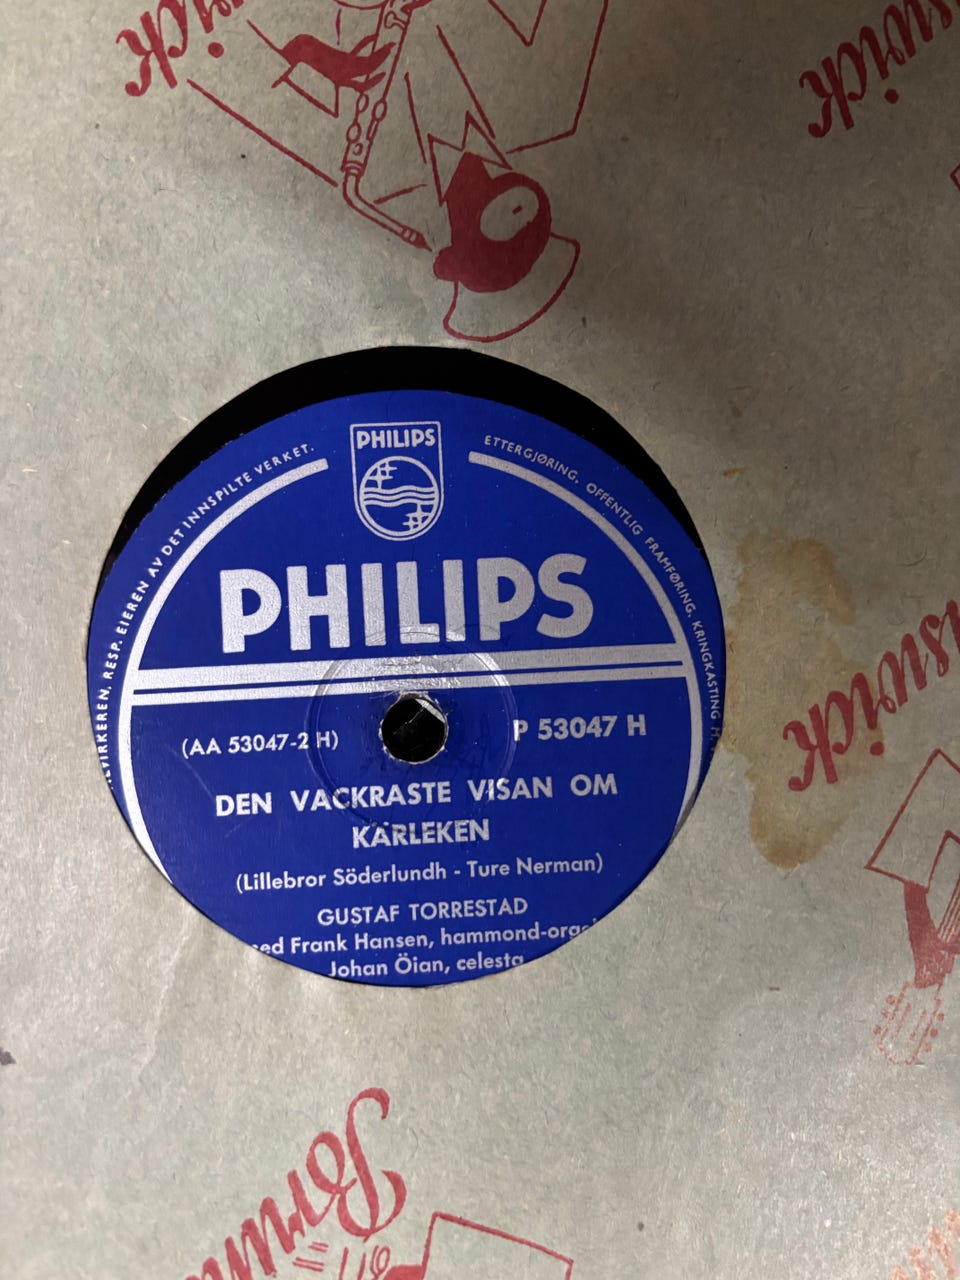 PHILIPS
RESP. EIEREN AV DET INNSPILTE VERKET.
ETTERGJØRING, OFFENTLIG FRAMFØRING, KRINGKASTING
PHILIPS
(AA 53047-2 H)
P 53047 H
DEN VACKRASTE VISAN OM
KÄRLEKEN
(Lillebror Söderlundh - Ture Nerman)
GUSTAF TORRESTAD
Frank Hansen, hammond-
Johan Öian, celesta